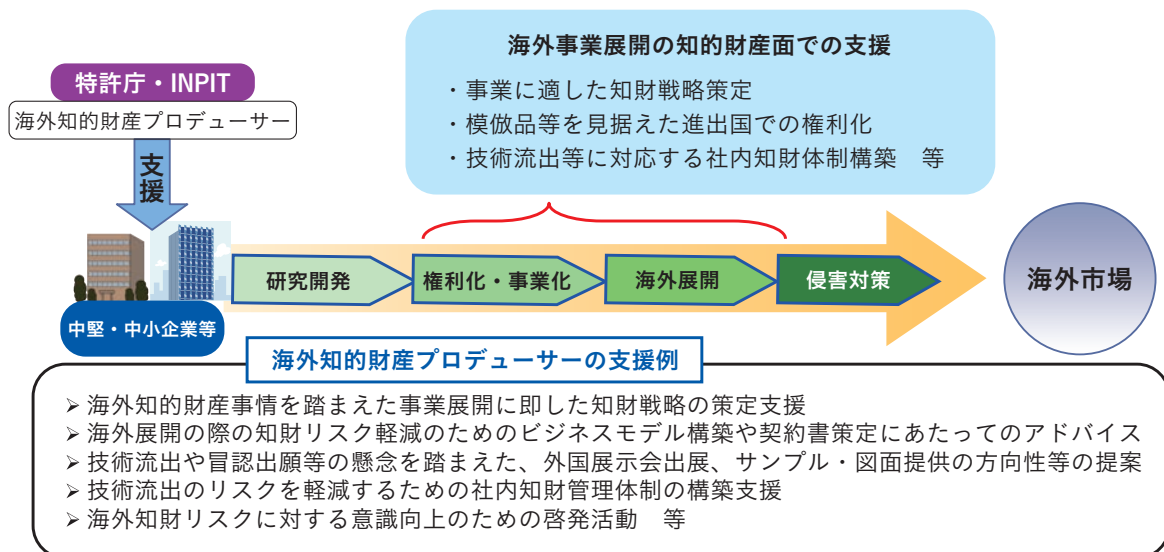 特許庁・INPIT
海外知的財産プロデューサー
支援
海外事業展開の知的財産面での支援
・事業に適した知財戦略策定
・模倣品等を見据えた進出国での権利化
・技術流出等に対応する社内知財体制構築　等
研究開発
権利化・事業化
海外展開
侵害対策
海外市場
中堅・中小企業等
海外知的財産プロデューサーの支援例
➢海外知的財産事情を踏まえた事業展開に即した知財戦略の策定支援
➢海外展開の際の知財リスク軽減のためのビジネスモデル構築や契約書策定にあたってのアドバイス
➢技術流出や冒認出願等の懸念を踏まえた、外国展示会出展、サンプル・図面提供の方向性等の提案
➢技術流出のリスクを軽減するための社内知財管理体制の構築支援
➢海外知財リスクに対する意識向上のための啓発活動　等